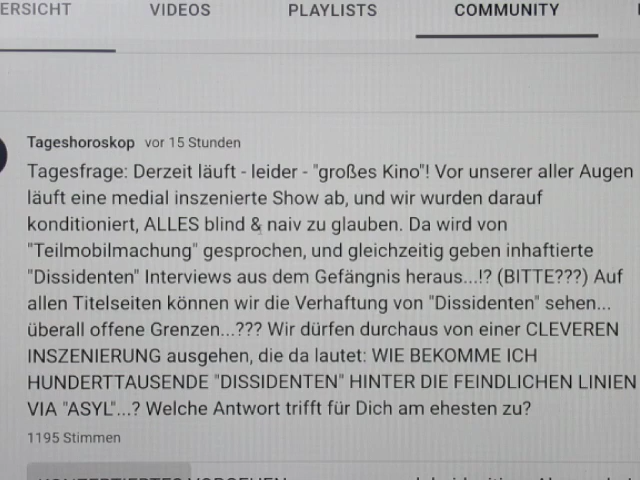 ERSICHT VIDEOS PLAYLISTS COMMUNITY
Tageshoroskop vor 15 Stunden
Tagesfrage: Derzeit läuft - leider - "großes Kino"! Vor unserer aller Augen
läuft eine medial inszenierte Show ab, und wir wurden darauf
konditioniert, ALLES blind & naiv zu glauben. Da wird von
"Teilmobilmachung" gesprochen, und gleichzeitig geben inhaftierte
"Dissidenten" Interviews aus dem Gefängnis heraus...!? (BITTE???) Auf
allen Titelseiten können wir die Verhaftung von "Dissidenten" sehen...
überall offene Grenzen...??? Wir dürfen durchaus von einer CLEVEREN
INSZENIERUNG ausgehen, die da lautet: WIE BEKOMME ICH
HUNDERTTAUSENDE "DISSIDENTEN" HINTER DIE FEINDLICHEN LINIEN
VIA "ASYL"...? Welche Antwort trifft für Dich am ehesten zu?
1195 Stimmen